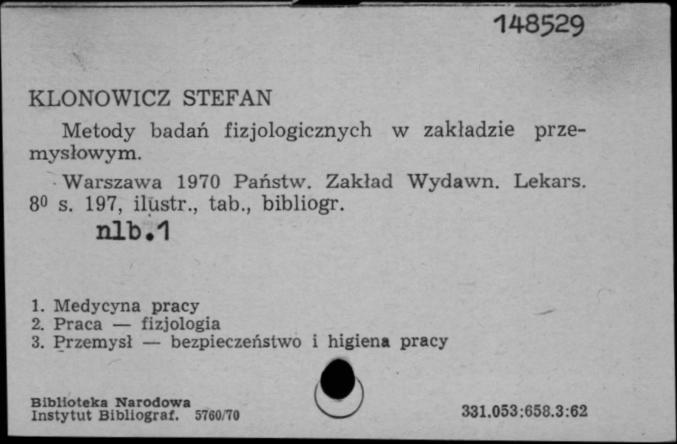 148529
KLONOWICZ STEFAN
Metody badań fizjologicznych w zakładzie prze-
mysłowym.
Warszawa 1970 Państw. Zakład Wydawn. Lekars.
8⁰ s. 197, ilustr., tab., bibliogr.
nlb.1
1. Medycyna pracy
2. Praca — fizjologia
3. Przemysł — bezpieczeństwo i higiena pracy
Biblioteka Narodowa
Instytut Bibliograf. 5760/70
331.053:658.3:62